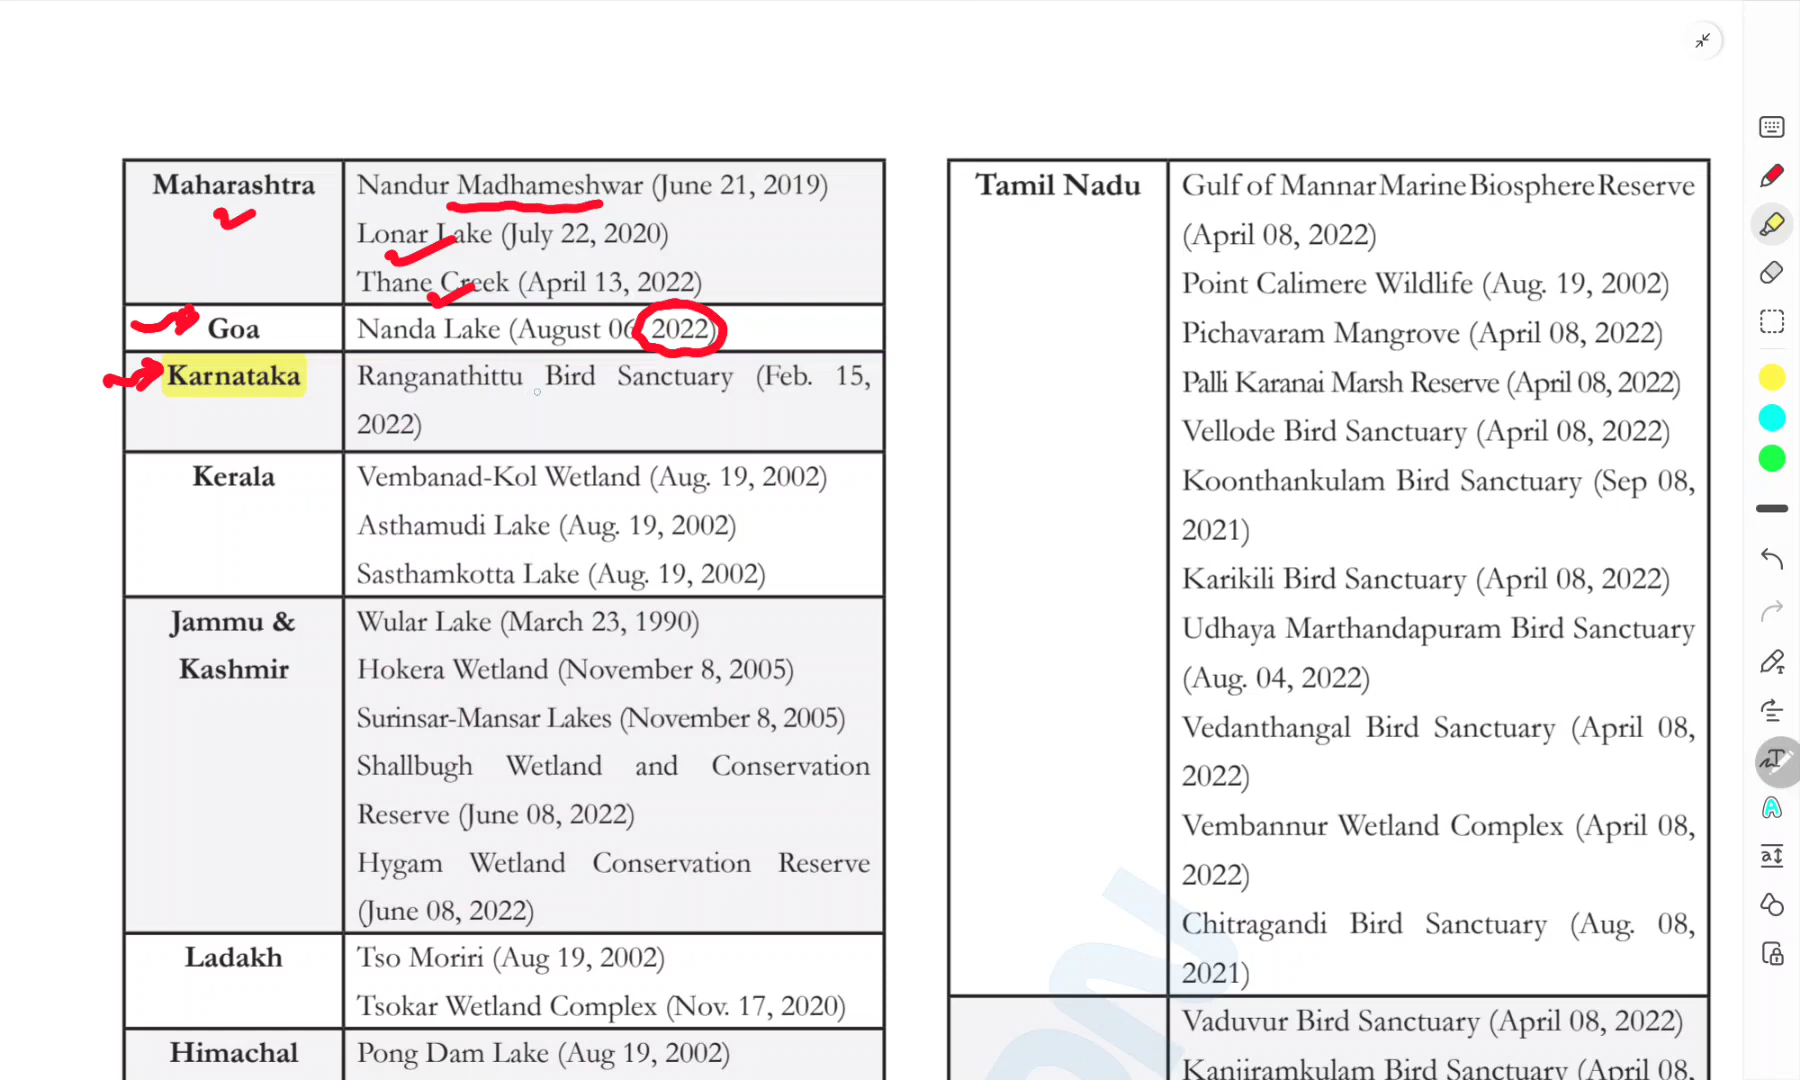 Maharashtra
Nandur Madhameshwar (June 21, 2019)
Lonar Lake (July 22, 2020)
Thane Creek (April 13, 2022)
Goa
Nanda Lake (August 06, 2022)
Karnataka
Ranganathittu Bird Sanctuary (Feb. 15,
2022)
Kerala
Vembanad-Kol Wetland (Aug. 19, 2002)
Asthamudi Lake (Aug. 19, 2002)
Sasthamkotta Lake (Aug. 19, 2002)
Jammu &
Kashmir
Wular Lake (March 23, 1990)
Hokera Wetland (November 8, 2005)
Surinsar-Mansar Lakes (November 8, 2005)
Shallbugh Wetland and Conservation
Reserve (June 08, 2022)
Hygam Wetland Conservation Reserve
(June 08, 2022)
Ladakh
Tso Moriri (Aug 19, 2002)
Tsokar Wetland Complex (Nov. 17, 2020)
Himachal
Pong Dam Lake (Aug 19, 2002)
Tamil Nadu
Gulf of Mannar Marine Biosphere Reserve
(April 08, 2022)
Point Calimere Wildlife (Aug. 19, 2002)
Pichavaram Mangrove (April 08, 2022)
Palli Karanai Marsh Reserve (April 08, 2022)
Vellode Bird Sanctuary (April 08, 2022)
Koonthankulam Bird Sanctuary (Sep 08,
2021)
Karikili Bird Sanctuary (April 08, 2022)
Udhaya Marthandapuram Bird Sanctuary
(Aug. 04, 2022)
Vedanthangal Bird Sanctuary (April 08,
2022)
Vembannur Wetland Complex (April 08,
2022)
Chitragandi Bird Sanctuary (Aug. 08,
2021)
Vaduvur Bird Sanctuary (April 08, 2022)
Kanjiramkulam Bird Sanctuary (April 08,